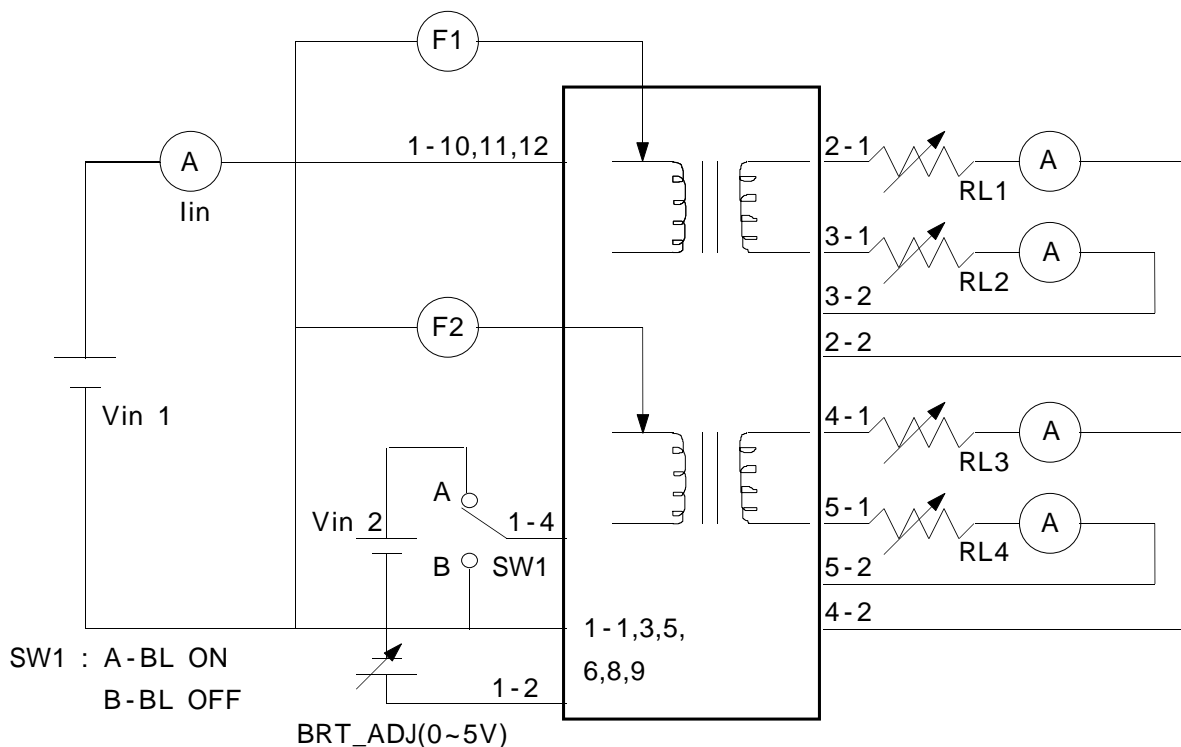 F1
1-10,11,12
A
Iin
2-1
RL1
A
3-1
RL2
A
3-2
F2
2-2
Vin 1
4-1
RL3
A
A
Vin 2
1-4
B
SW1
5-1
RL4
A
5-2
4-2
1-1,3,5,
6,8,9
SW1 : A-BL ON
B-BL OFF
1-2
BRT_ADJ(0~5V)